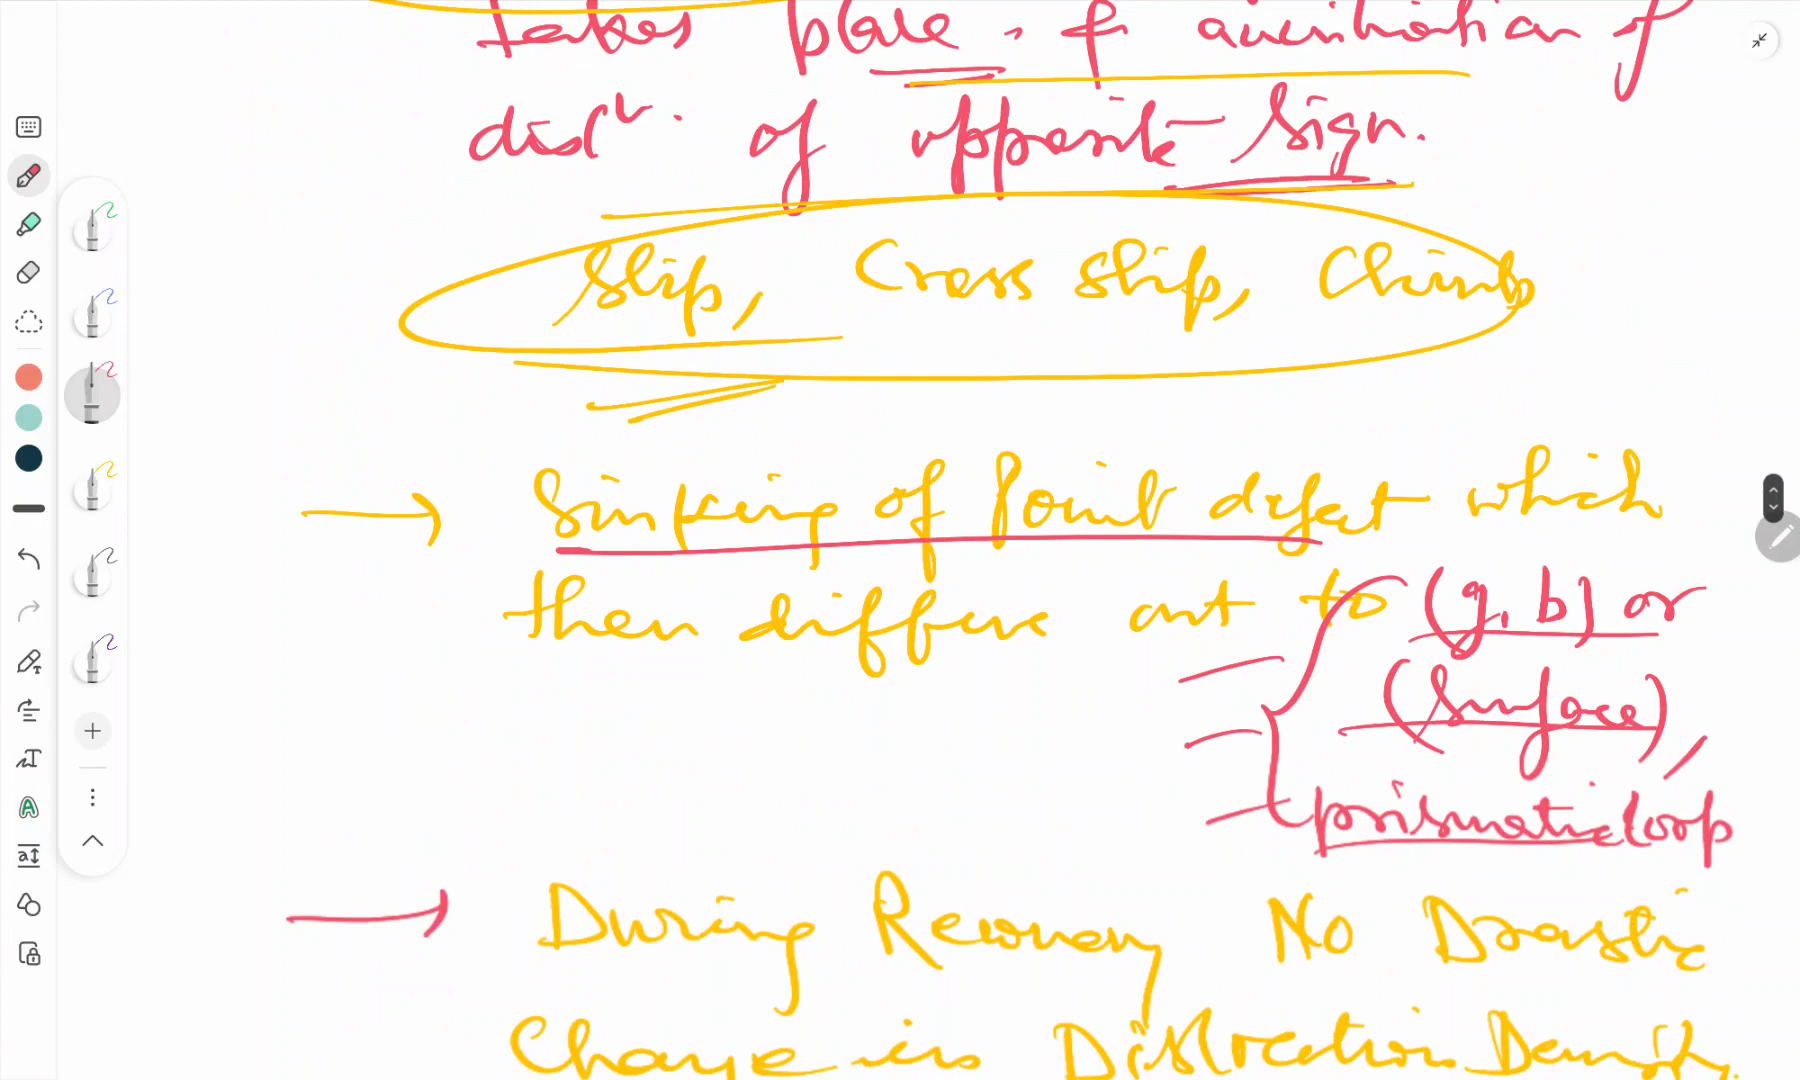 takes place. & annihilation of
disln. of opposite sign.
Slip, Cross slip, Climb
→ Sinking of Point defect which
then diffuse out to (g, b) or
(surface),
prismatic loop
→ During Recovery No Drastic
Change in Dislocation Density.